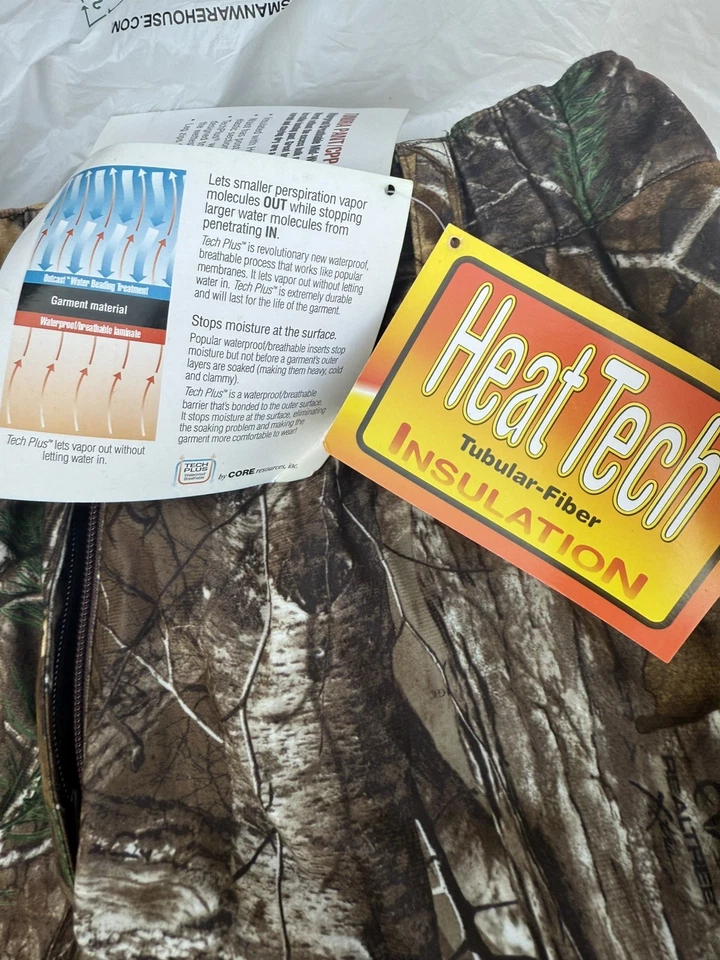 SMANWAREHOUSE.COM
Lets smaller perspiration vapor
molecules OUT while stopping
larger water molecules from
penetrating IN.
Tech Plus™ is revolutionary new waterproof,
breathable process that works like popular
membranes. It lets vapor out without letting
water in. Tech Plus™ is extremely durable
and will last for the life of the garment.
Stops moisture at the surface.
Popular waterproof/breathable inserts stop
moisture but not before a garment's outer
layers are soaked (making them heavy, cold
and clammy).
Tech Plus™ is a waterproof/breathable
barrier that's bonded to the outer surface.
It stops moisture at the surface, eliminating
the soaking problem and making the
garment more comfortable to wear!
TECH
PLUS
by CORE resources, inc.
Outcast™ Water Beading Treatment
Garment material
Waterproof/breathable laminate
Tech Plus™ lets vapor out without
letting water in.
Heat Tech
Tubular-Fiber
INSULATION
REALTREE